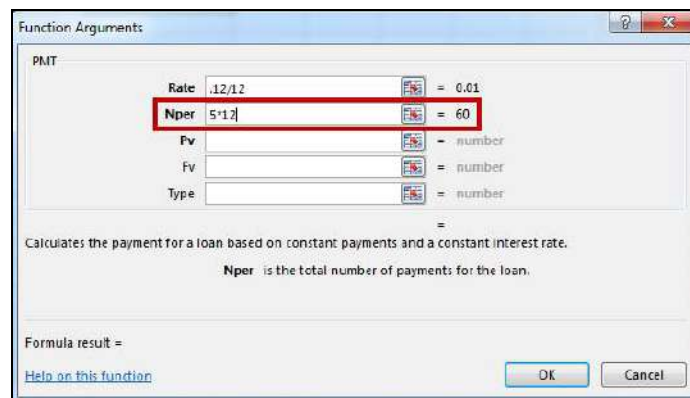 Function Arguments
PMT
Rate .12/12 = 0.01
Nper 5*12 = 60
Pv = number
Fv = number
Type = number
=
Calculates the payment for a loan based on constant payments and a constant interest rate.
Nper is the total number of payments for the loan.
Formula result =
Help on this function OK Cancel